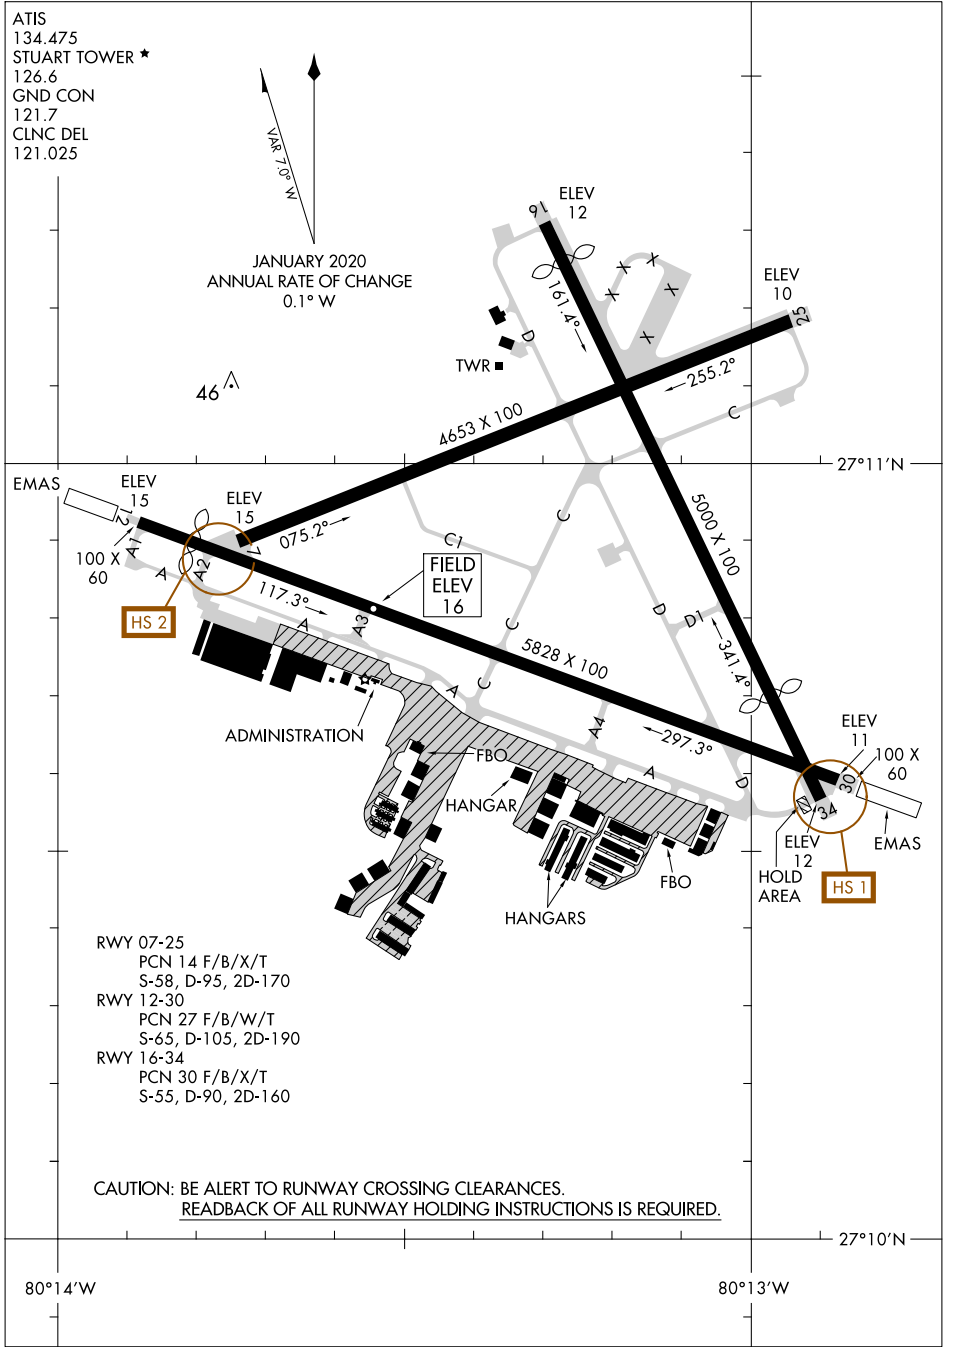 ATIS
134.475
STUART TOWER ★
126.6
GND CON
121.7
CLNC DEL
121.025
VAR 7.0° W
JANUARY 2020
ANNUAL RATE OF CHANGE
0.1° W
16
ELEV
12
161.4°
X
X
X
X
X
ELEV
10
25
255.2°
D
TWR
46
4653 X 100
C
27°11'N
EMAS
ELEV
15
12
ELEV
15
7
075.2°
A1
100 X
60
A
A2
HS 2
117.3°
A
A3
C1
FIELD
ELEV
16
C
C
5000 X 100
D
D1
341.4°
5828 X 100
A
C
A4
297.3°
A
D
ADMINISTRATION
FBO
HANGAR
ELEV
11
100 X
60
30
34
ELEV
12
HOLD
AREA
EMAS
HS 1
FBO
HANGARS
RWY 07-25
PCN 14 F/B/X/T
S-58, D-95, 2D-170
RWY 12-30
PCN 27 F/B/W/T
S-65, D-105, 2D-190
RWY 16-34
PCN 30 F/B/X/T
S-55, D-90, 2D-160
CAUTION: BE ALERT TO RUNWAY CROSSING CLEARANCES.
READBACK OF ALL RUNWAY HOLDING INSTRUCTIONS IS REQUIRED.
27°10'N
80°14'W
80°13'W